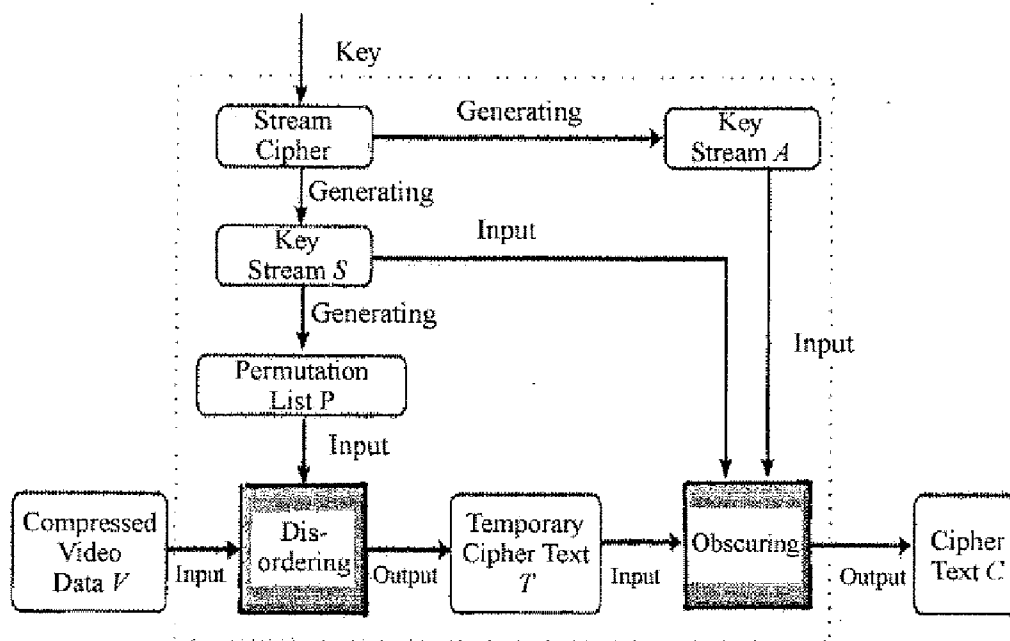 Key
Stream
Cipher
Generating
Key
Stream A
Generating
Key
Stream S
Input
Generating
Input
Permutation
List P
Input
Compressed
Video
Data V
Input
Dis-
ordering
Output
Temporary
Cipher Text
T
Input
Obscuring
Output
Cipher
Text C